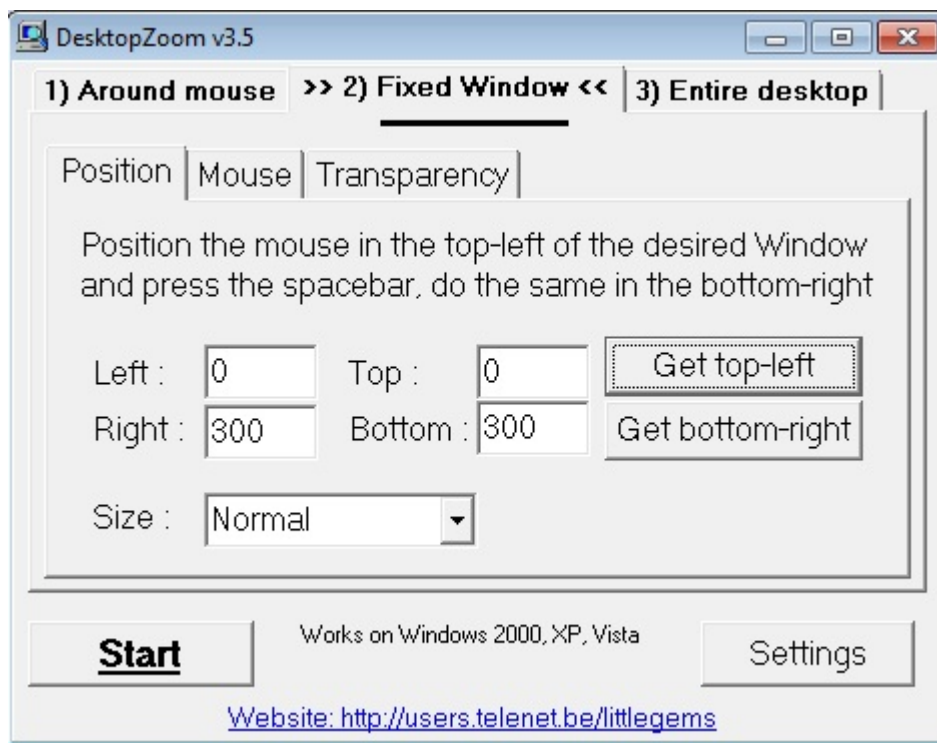 DesktopZoom v3.5
1) Around mouse >> 2) Fixed Window << 3) Entire desktop
Position Mouse Transparency
Position the mouse in the top-left of the desired Window
and press the spacebar, do the same in the bottom-right
Left : 0 Top : 0 Get top-left
Right : 300 Bottom : 300 Get bottom-right
Size : Normal
Start Works on Windows 2000, XP, Vista Settings
Website: http://users.telenet.be/littlegems